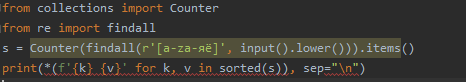 from collections import Counter
from re import findall
s = Counter(findall(r'[a-za-яё]', input().lower())).items()
print(*(f'{k} {v}' for k, v in sorted(s)), sep="\n")